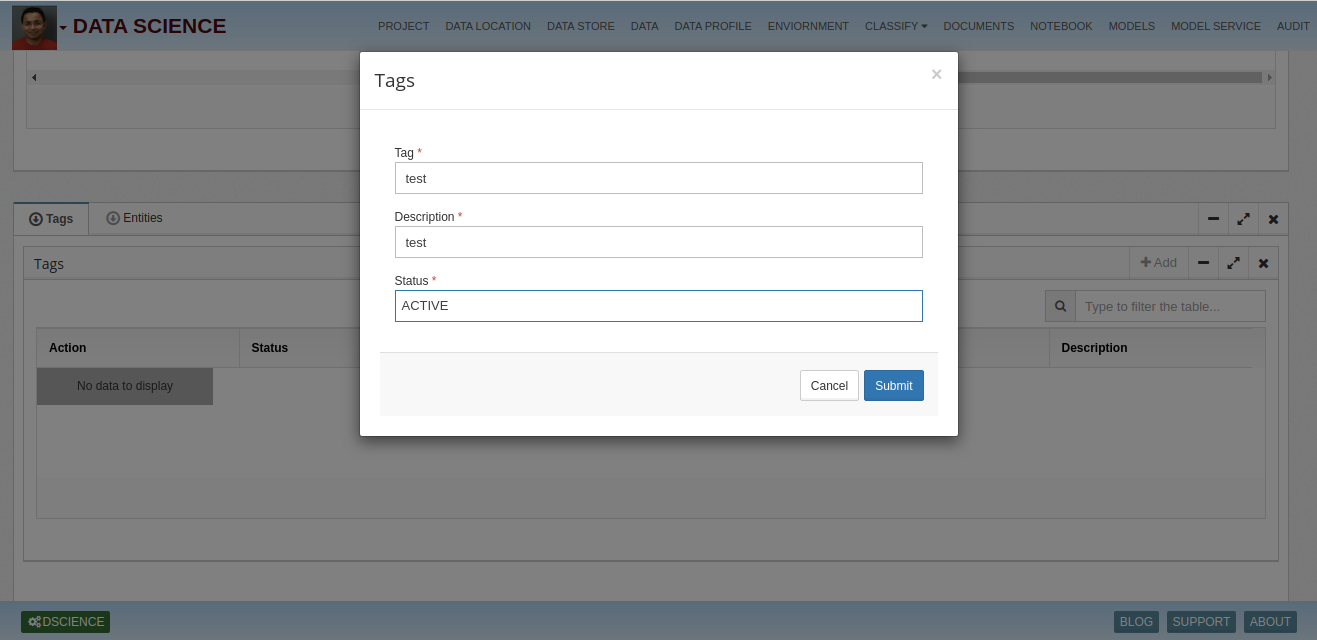 DATA SCIENCE
PROJECT DATA LOCATION DATA STORE DATA DATA PROFILE ENVIORNMENT CLASSIFY DOCUMENTS NOTEBOOK MODELS MODEL SERVICE AUDIT
Tags
×
Tag *
test
Description *
test
Status *
ACTIVE
Cancel Submit
Tags Entities
Tags
Add
Type to filter the table...
Action Status Description
No data to display
DSCIENCE
BLOG SUPPORT ABOUT